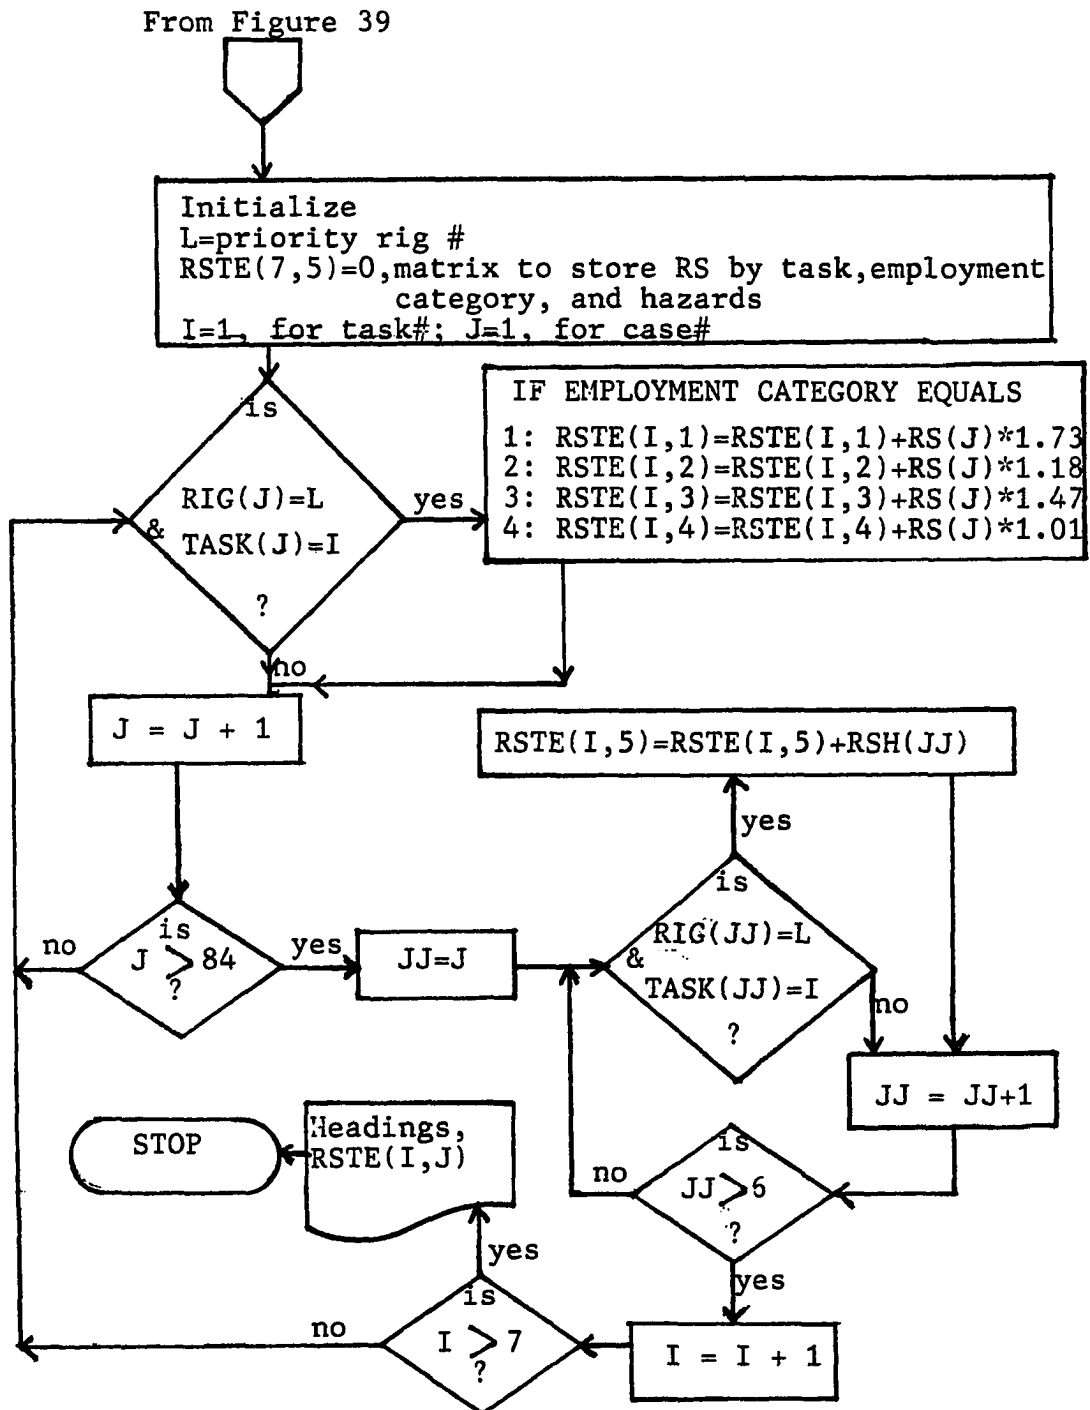 From Figure 39
Initialize
L=priority rig #
RSTE(7,5)=0,matrix to store RS by task,employment
category, and hazards
I=1, for task#; J=1, for case#
is
RIG(J)=L
& TASK(J)=I
?
yes
no
IF EMPLOYMENT CATEGORY EQUALS
1: RSTE(I,1)=RSTE(I,1)+RS(J)*1.73
2: RSTE(I,2)=RSTE(I,2)+RS(J)*1.18
3: RSTE(I,3)=RSTE(I,3)+RS(J)*1.47
4: RSTE(I,4)=RSTE(I,4)+RS(J)*1.01
J = J + 1
RSTE(I,5)=RSTE(I,5)+RSH(JJ)
yes
is
J > 84
?
no
yes
JJ=J
is
RIG(JJ)=L
& TASK(JJ)=I
?
no
JJ = JJ+1
is
JJ>6
?
no
yes
STOP
Headings,
RSTE(I,J)
yes
is
I > 7
?
no
I = I + 1